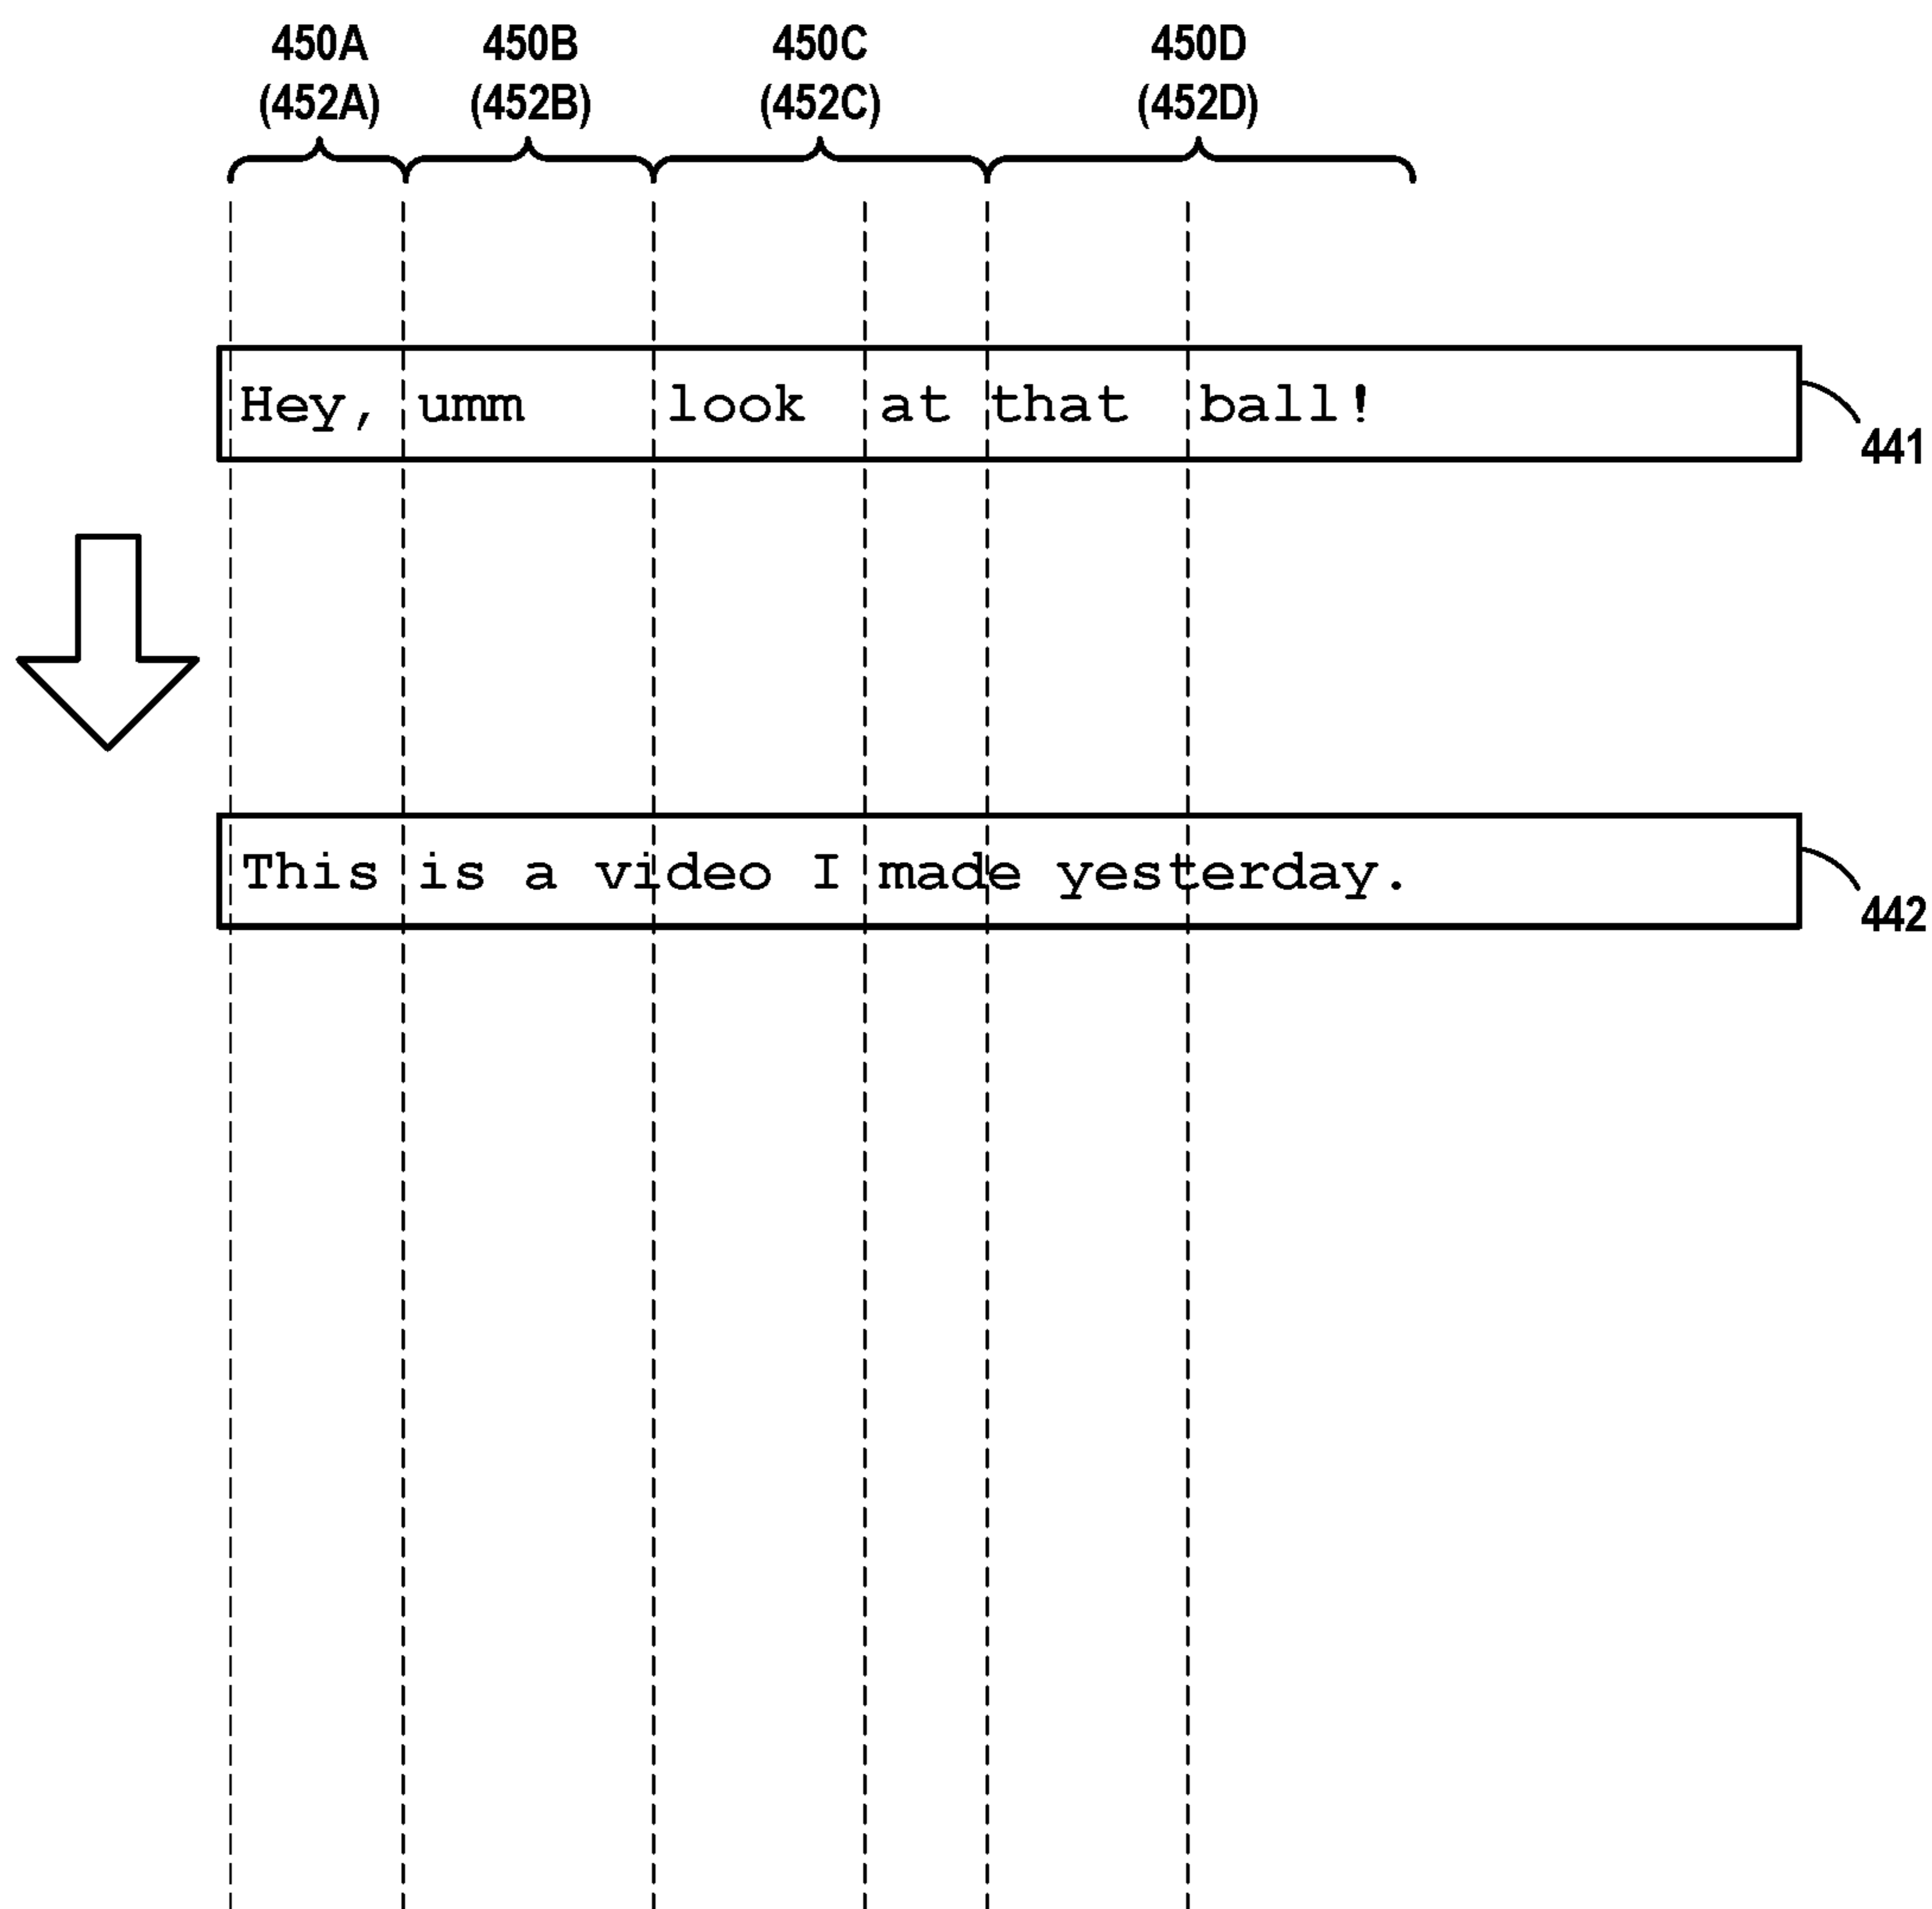 450A 450B 450C 450D
(452A) (452B) (452C) (452D)
Hey, umm look at that ball!
441
This is a video I made yesterday.
442